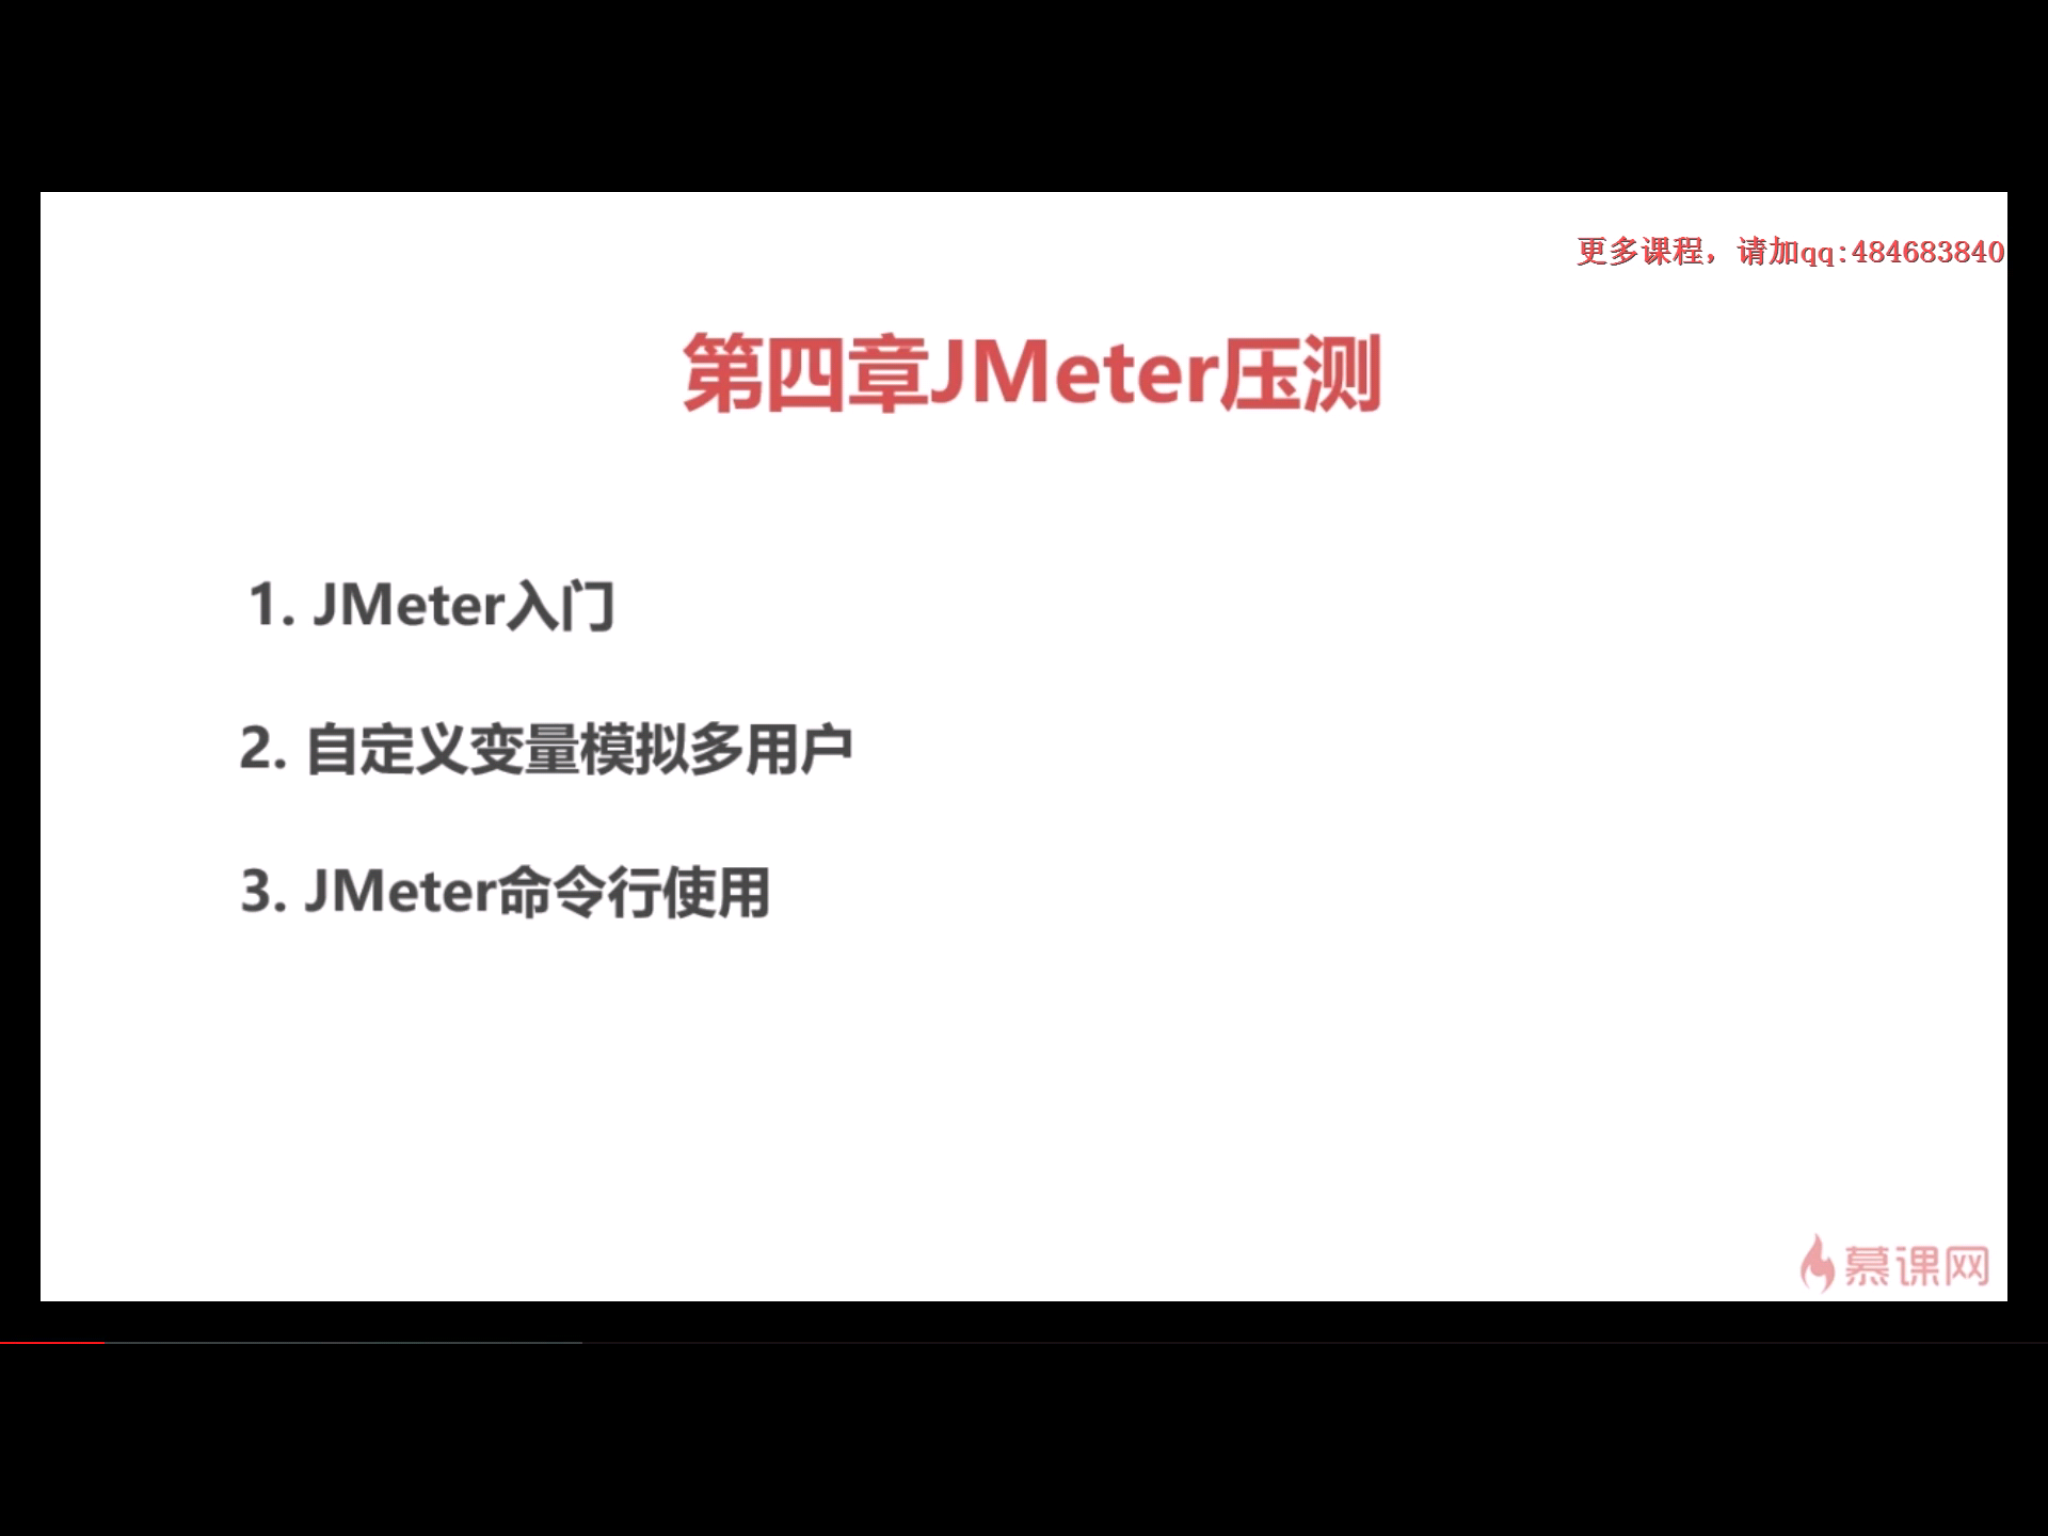 更多课程，请加qq:484683840
第四章JMeter压测
1. JMeter入门
2. 自定义变量模拟多用户
3. JMeter命令行使用
慕课网